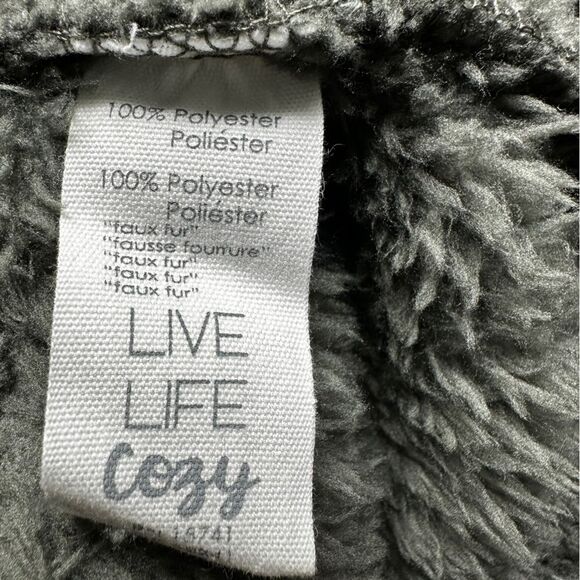 100% Polyester
Poliéster
100% Polyester
Poliéster
"faux fur"
"fausse fourrure"
"faux fur"
"faux fur"
"faux fur"
LIVE
LIFE
Cozy
14741